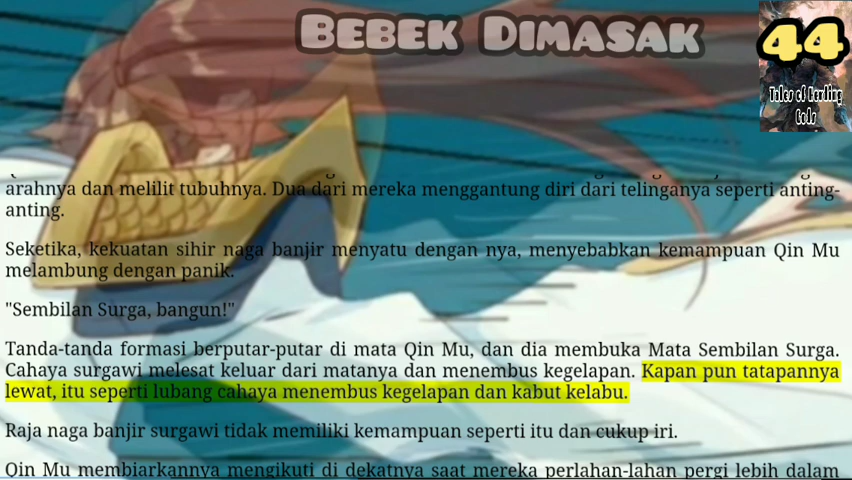 BEBEK DIMASAK
44
Tales of Herding
Gods
arahnya dan melilit tubuhnya. Dua dari mereka menggantung diri dari telinganya seperti anting-
anting.
Seketika, kekuatan sihir naga banjir menyatu dengan nya, menyebabkan kemampuan Qin Mu
melambung dengan panik.
"Sembilan Surga, bangun!"
Tanda-tanda formasi berputar-putar di mata Qin Mu, dan dia membuka Mata Sembilan Surga.
Cahaya surgawi melesat keluar dari matanya dan menembus kegelapan. Kapan pun tatapannya
lewat, itu seperti lubang cahaya menembus kegelapan dan kabut kelabu.
Raja naga banjir surgawi tidak memiliki kemampuan seperti itu dan cukup iri.
Qin Mu membiarkannya mengikuti di dekatnya saat mereka perlahan-lahan pergi lebih dalam